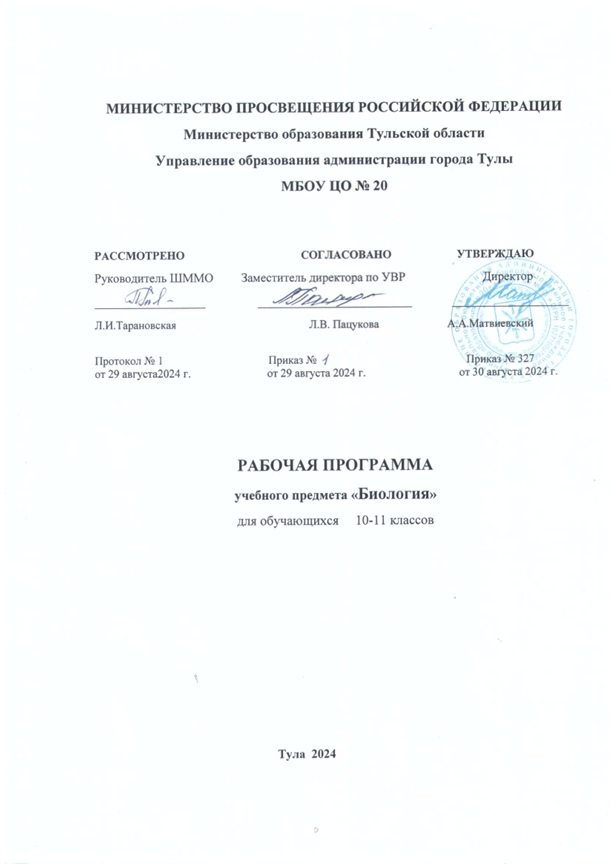 МИНИСТЕРСТВО ПРОСВЕЩЕНИЯ РОССИЙСКОЙ ФЕДЕРАЦИИ
Министерство образования Тульской области
Управление образования администрации города Тулы
МБОУ ЦО № 20
РАССМОТРЕНО СОГЛАСОВАНО УТВЕРЖДАЮ
Руководитель ШММО Заместитель директора по УВР Директор
Л.И.Тарановская Л.В. Пацукова А.А.Матвиевский
Протокол № 1 Приказ № 1 Приказ № 327
от 29 августа2024 г. от 29 августа 2024 г. от 30 августа 2024 г.
РАБОЧАЯ ПРОГРАММА
учебного предмета «Биология»
для обучающихся 10-11 классов
Тула 2024